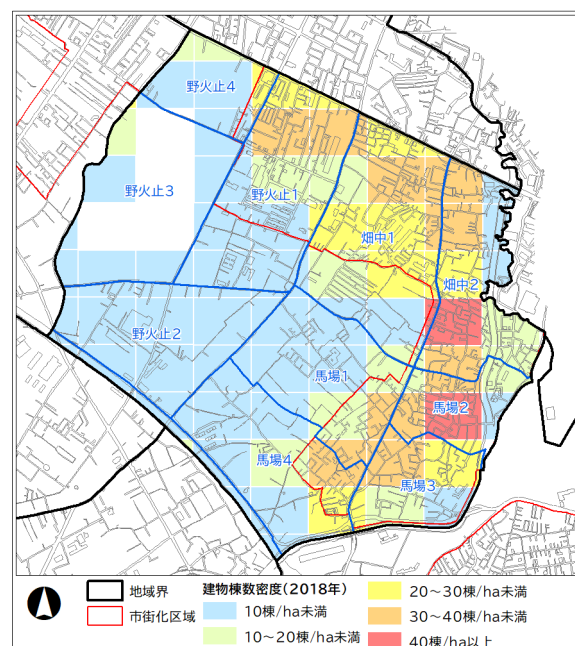 野火止4
野火止3
野火止1
畑中1
畑中2
野火止2
馬場1
馬場2
馬場4
馬場3
地域界
市街化区域
建物棟数密度(2018年)
10棟/ha未満
10~20棟/ha未満
20~30棟/ha未満
30~40棟/ha未満
40棟/ha以上